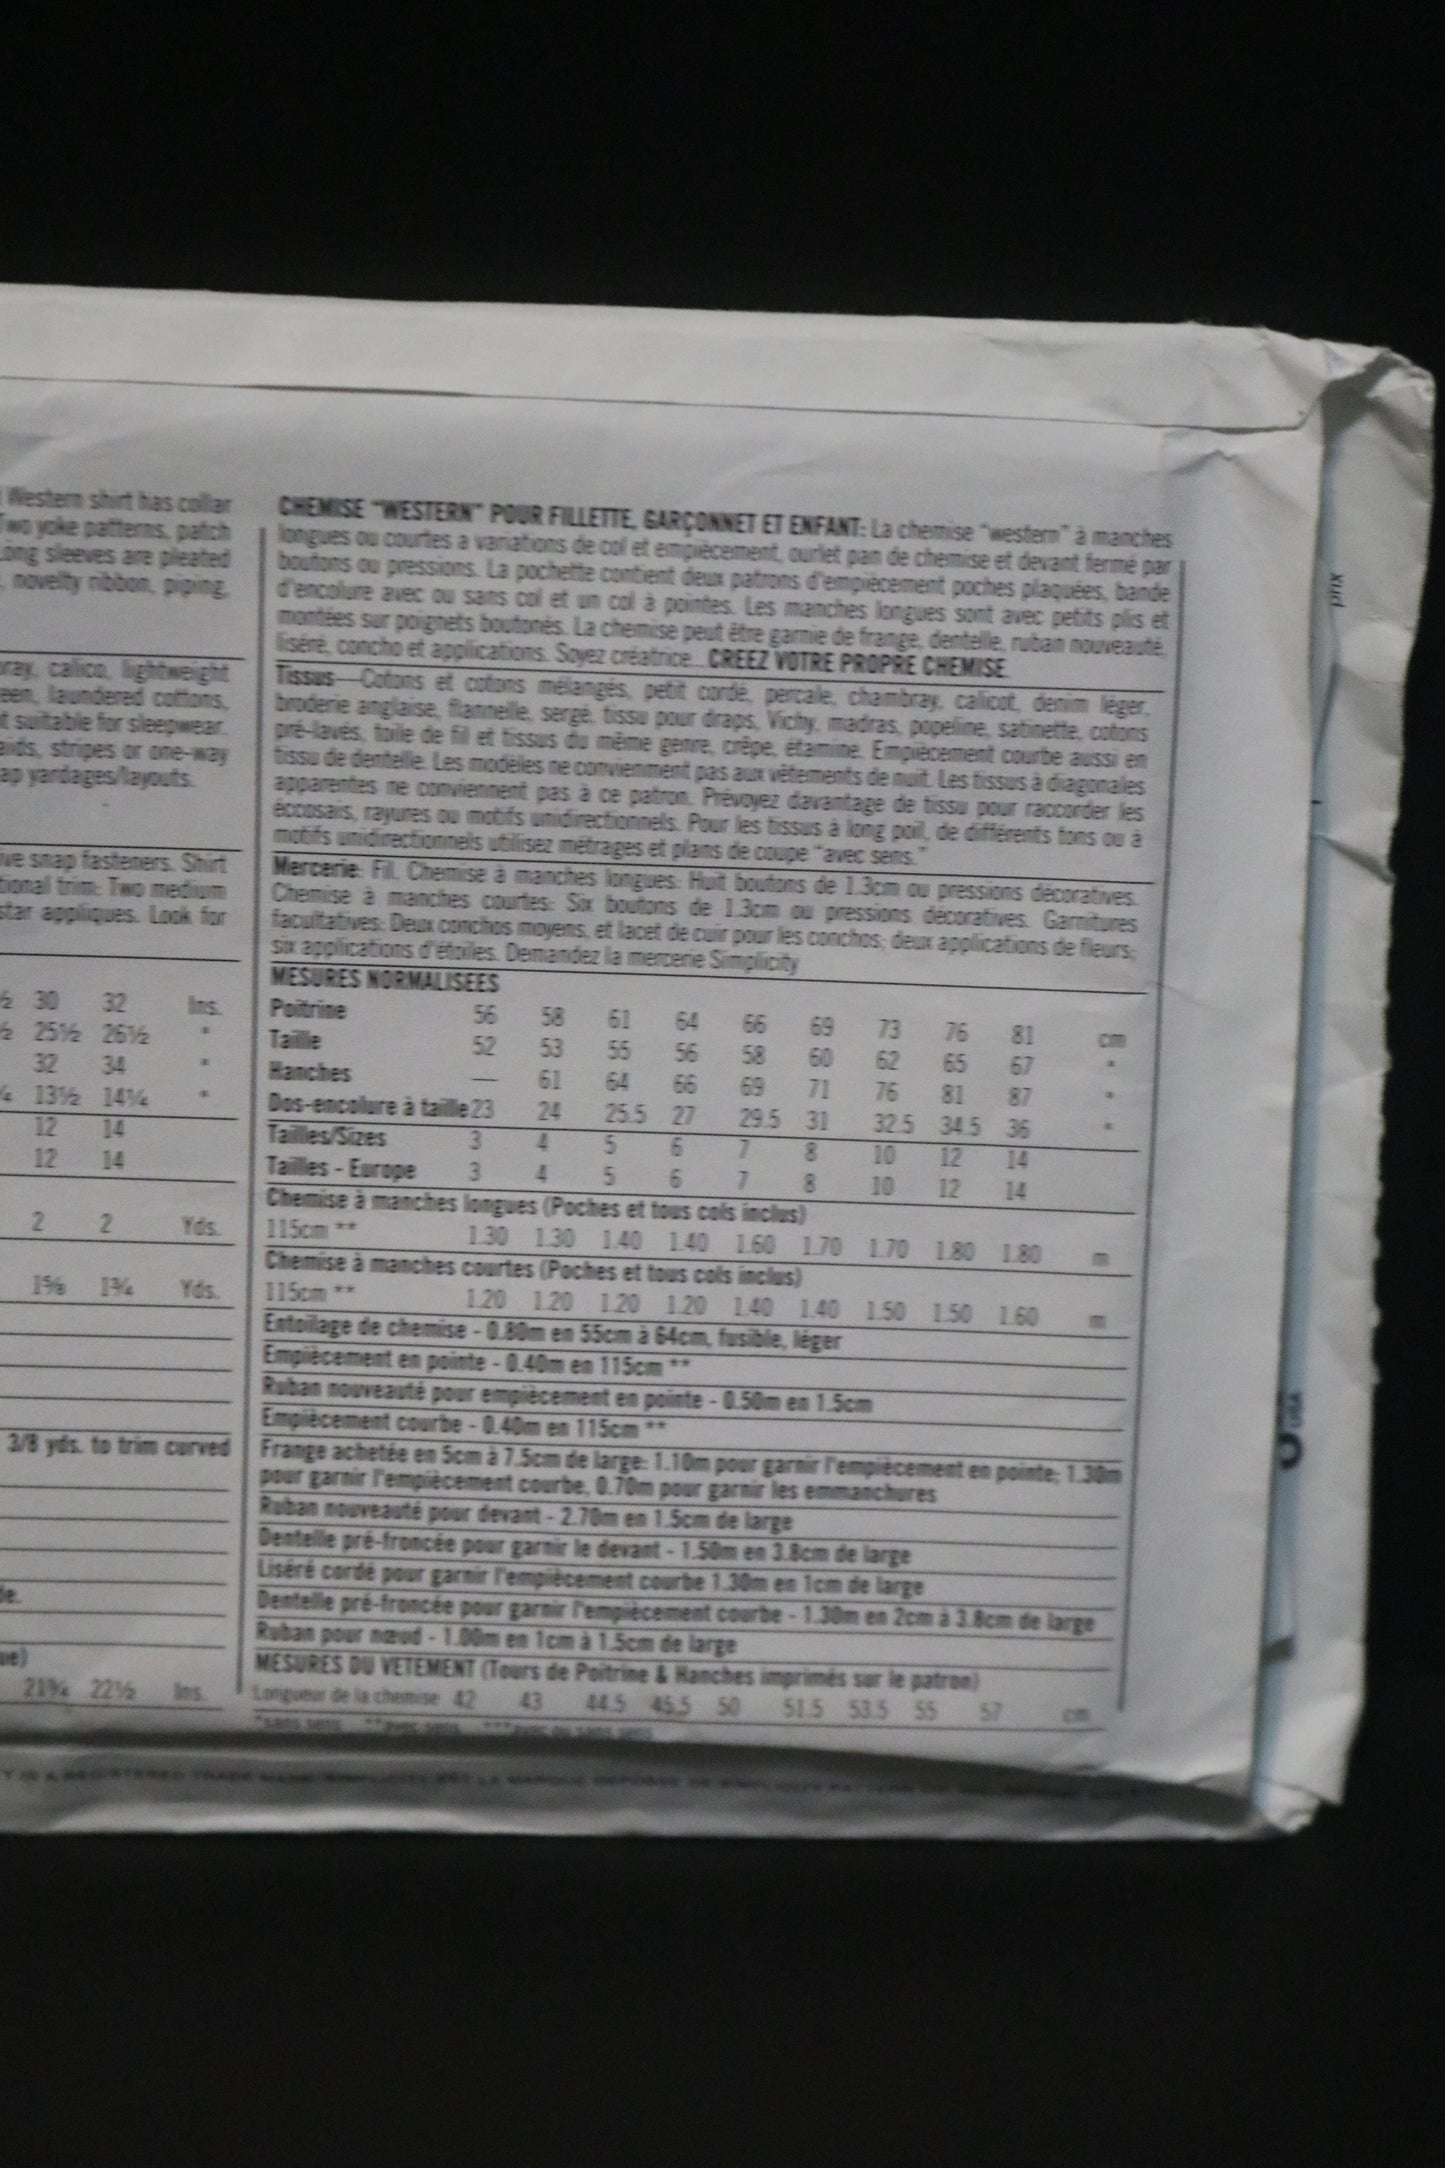 Western shirt has collar
Two yoke patterns, patch
Long sleeves are pleated
, novelty ribbon, piping,
calico, lightweight
laundered cottons,
suitable for sleepwear.
stripes or one-way
yardages/layouts.
snap fasteners. Shirt
trim: Two medium
star appliques. Look for
½ 30 32 Ins.
½ 25½ 26½ "
32 34 "
¼ 13½ 14¼ "
12 14
12 14
2 2 Yds.
1⅝ 1¾ Yds.
3/8 yds. to trim curved
21¾ 22½ Ins.
CHEMISE "WESTERN" POUR FILLETTE, GARÇONNET ET ENFANT: La chemise "western" à manches
longues ou courtes a variations de col et empiècement, ourlet pan de chemise et devant fermé par
boutons ou pressions. La pochette contient deux patrons d'empiècement poches plaquées, bande
d'encolure avec ou sans col et un col à pointes. Les manches longues sont avec petits plis et
montées sur poignets boutonés. La chemise peut être garnie de frange, dentelle, ruban nouveauté,
liséré, concho et applications. Soyez créatrice...CREEZ VOTRE PROPRE CHEMISE.
Tissus—Cotons et cotons mélangés, petit cordé, percale, chambray, calicot, denim léger,
broderie anglaise, flannelle, sergé, tissu pour draps, Vichy, madras, popeline, satinette, cotons
pré-lavés, toile de fil et tissus du même genre, crêpe, étamine. Empiècement courbe aussi en
tissu de dentelle. Les modèles ne conviennent pas aux vêtements de nuit. Les tissus à diagonales
apparentes ne conviennent pas à ce patron. Prévoyez davantage de tissu pour raccorder les
éccosais, rayures ou motifs unidirectionnels. Pour les tissus à long poil, de différents tons ou à
motifs unidirectionnels utilisez métrages et plans de coupe "avec sens."
Mercerie: Fil. Chemise à manches longues: Huit boutons de 1.3cm ou pressions décoratives.
Chemise à manches courtes: Six boutons de 1.3cm ou pressions décoratives. Garnitures
facultatives: Deux conchos moyens, et lacet de cuir pour les conchos; deux applications de fleurs;
six applications d'étoiles. Demandez la mercerie Simplicity
MESURES NORMALISEES
Poitrine 56 58 61 64 66 69 73 76 81 cm
Taille 52 53 55 56 58 60 62 65 67 "
Hanches — 61 64 66 69 71 76 81 87 "
Dos-encolure à taille 23 24 25.5 27 29.5 31 32.5 34.5 36 "
Tailles/Sizes 3 4 5 6 7 8 10 12 14
Tailles - Europe 3 4 5 6 7 8 10 12 14
Chemise à manches longues (Poches et tous cols inclus)
115cm ** 1.30 1.30 1.40 1.40 1.60 1.70 1.70 1.80 1.80 m
Chemise à manches courtes (Poches et tous cols inclus)
115cm ** 1.20 1.20 1.20 1.20 1.40 1.40 1.50 1.50 1.60 m
Entoilage de chemise - 0.80m en 55cm à 64cm, fusible, léger
Empiècement en pointe - 0.40m en 115cm **
Ruban nouveauté pour empiècement en pointe - 0.50m en 1.5cm
Empiècement courbe - 0.40m en 115cm **
Frange achetée en 5cm à 7.5cm de large: 1.10m pour garnir l'empiècement en pointe; 1.30m
pour garnir l'empiècement courbe, 0.70m pour garnir les emmanchures
Ruban nouveauté pour devant - 2.70m en 1.5cm de large
Dentelle pré-froncée pour garnir le devant - 1.50m en 3.8cm de large
Liséré cordé pour garnir l'empiècement courbe 1.30m en 1cm de large
Dentelle pré-froncée pour garnir l'empiècement courbe - 1.30m en 2cm à 3.8cm de large
Ruban pour nœud - 1.00m en 1cm à 1.5cm de large
MESURES DU VETEMENT (Tours de Poitrine & Hanches imprimés sur le patron)
Longueur de la chemise 42 43 44.5 45.5 50 51.5 53.5 55 57 cm
*sans sens **avec sens ***avec ou sans sens
prix
USA